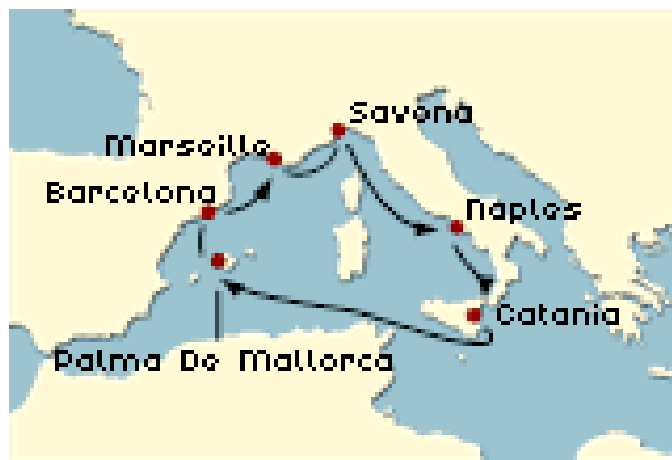 Savona
Marseille
Barcelona
Naples
Catania
Palma De Mallorca